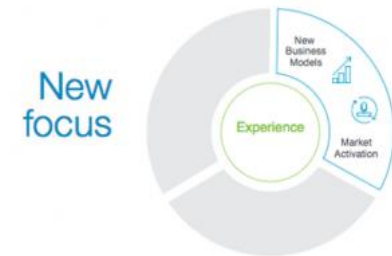 New
focus
New
Business
Models
Experience
Market
Activation